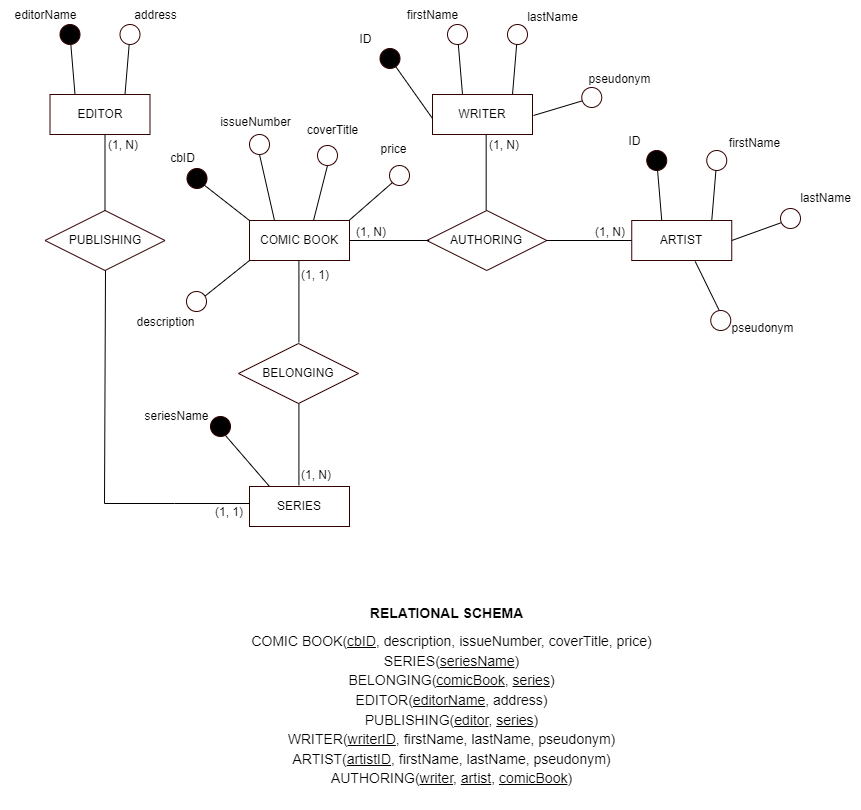 editorName
address
firstName
lastName
ID
pseudonym
EDITOR
WRITER
(1, N)
(1, N)
issueNumber
coverTitle
price
cbID
ID
firstName
lastName
PUBLISHING
COMIC BOOK
(1, N)
AUTHORING
(1, N)
ARTIST
(1, 1)
description
pseudonym
BELONGING
seriesName
(1, N)
SERIES
(1, 1)
RELATIONAL SCHEMA
COMIC BOOK(cbID, description, issueNumber, coverTitle, price)
SERIES(seriesName)
BELONGING(comicBook, series)
EDITOR(editorName, address)
PUBLISHING(editor, series)
WRITER(writerID, firstName, lastName, pseudonym)
ARTIST(artistID, firstName, lastName, pseudonym)
AUTHORING(writer, artist, comicBook)